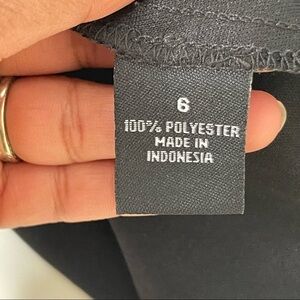 6
100% POLYESTER
MADE IN
INDONESIA